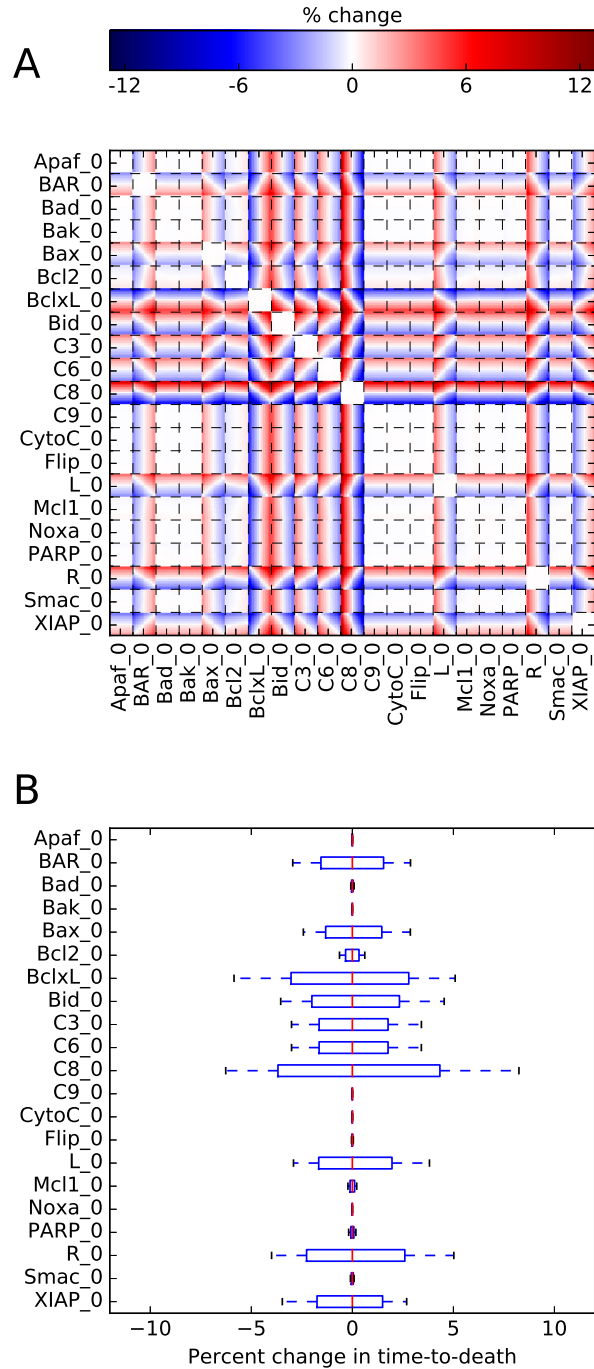 % change
A
-12 -6 0 6 12
Apaf_0
BAR_0
Bad_0
Bak_0
Bax_0
Bcl2_0
BclxL_0
Bid_0
C3_0
C6_0
C8_0
C9_0
CytoC_0
Flip_0
L_0
Mcl1_0
Noxa_0
PARP_0
R_0
Smac_0
XIAP_0
Apaf_0
BAR_0
Bad_0
Bak_0
Bax_0
Bcl2_0
BclxL_0
Bid_0
C3_0
C6_0
C8_0
C9_0
CytoC_0
Flip_0
L_0
Mcl1_0
Noxa_0
PARP_0
R_0
Smac_0
XIAP_0
B
Apaf_0
BAR_0
Bad_0
Bak_0
Bax_0
Bcl2_0
BclxL_0
Bid_0
C3_0
C6_0
C8_0
C9_0
CytoC_0
Flip_0
L_0
Mcl1_0
Noxa_0
PARP_0
R_0
Smac_0
XIAP_0
−10 −5 0 5 10
Percent change in time-to-death